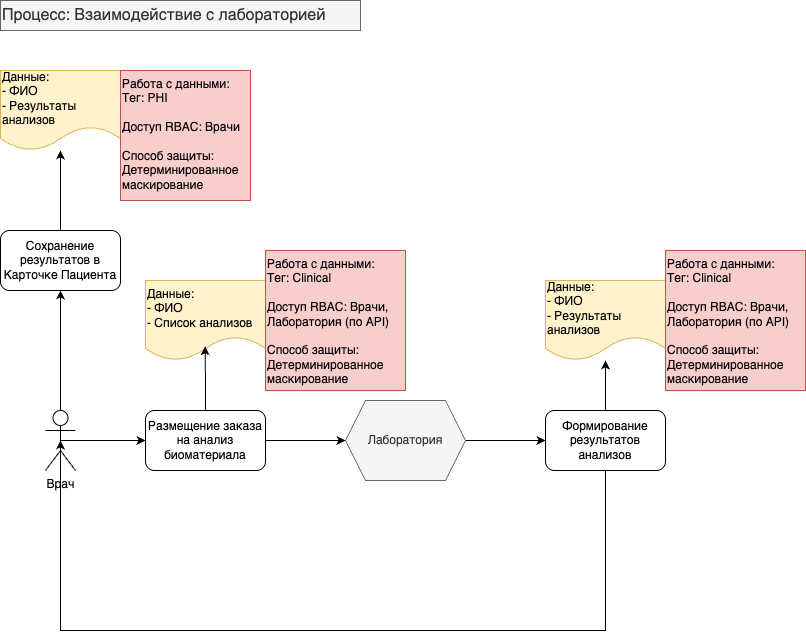 Процесс: Взаимодействие с лабораторией
Данные:
- ФИО
- Результаты
анализов
Работа с данными:
Тег: PHI
Доступ RBAC: Врачи
Способ защиты:
Детерминированное
маскирование
Сохранение
результатов в
Карточке Пациента
Данные:
- ФИО
- Список анализов
Работа с данными:
Тег: Clinical
Доступ RBAC: Врачи,
Лаборатория (по API)
Способ защиты:
Детерминированное
маскирование
Данные:
- ФИО
- Результаты
анализов
Работа с данными:
Тег: Clinical
Доступ RBAC: Врачи,
Лаборатория (по API)
Способ защиты:
Детерминированное
маскирование
Врач
Размещение заказа
на анализ
биоматериала
Лаборатория
Формирование
результатов
анализов